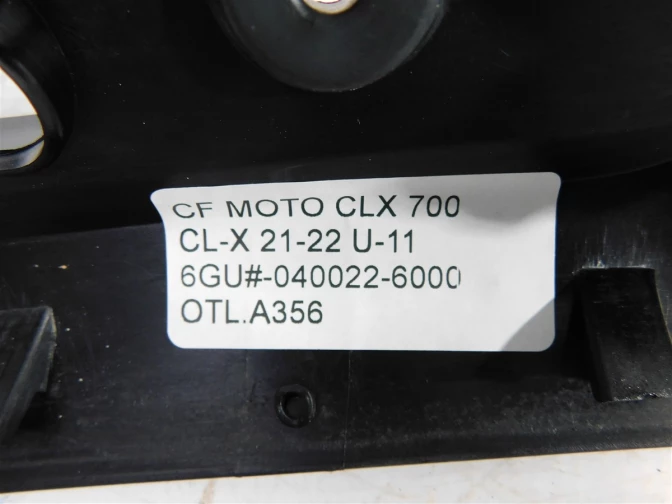 CF MOTO CLX 700
CL-X 21-22 U-11
6GU#-040022-6000
OTL.A356